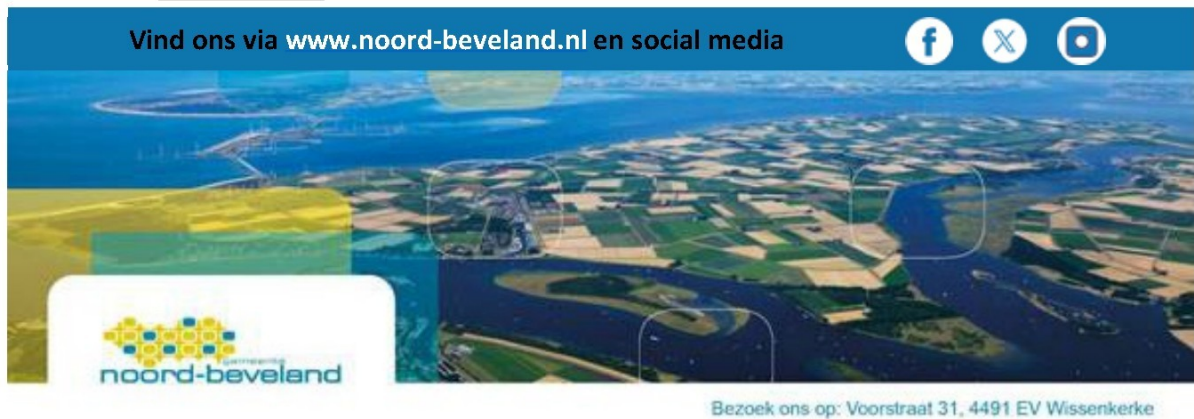 Vind ons via www.noord-beveland.nl en social media
gemeente
noord-beveland
Bezoek ons op: Voorstraat 31, 4491 EV Wissenkerke